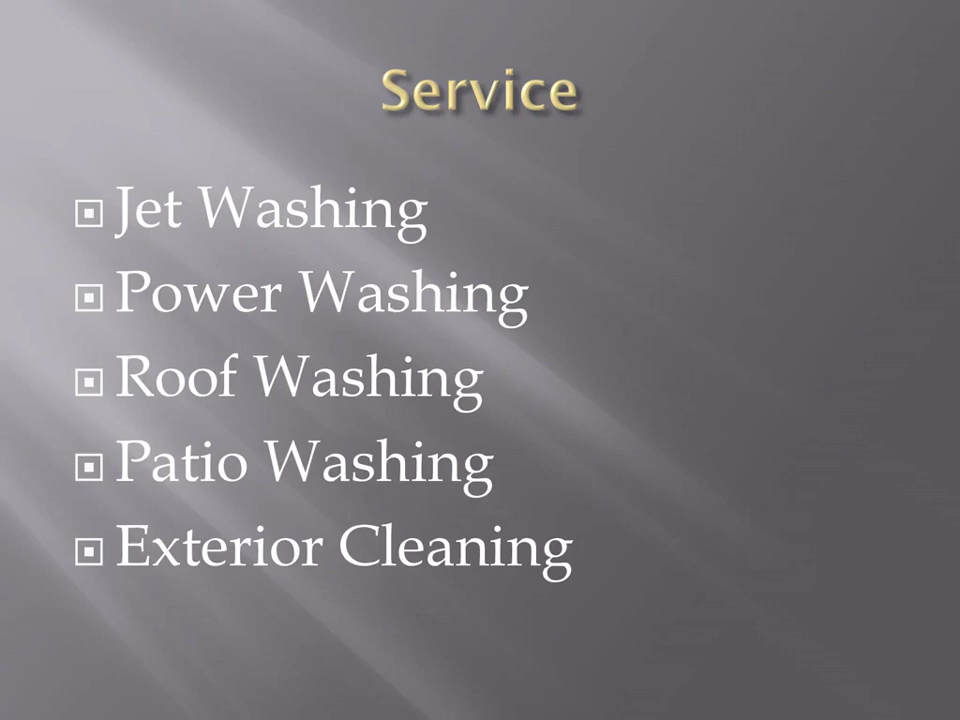 Service
Jet Washing
Power Washing
Roof Washing
Patio Washing
Exterior Cleaning